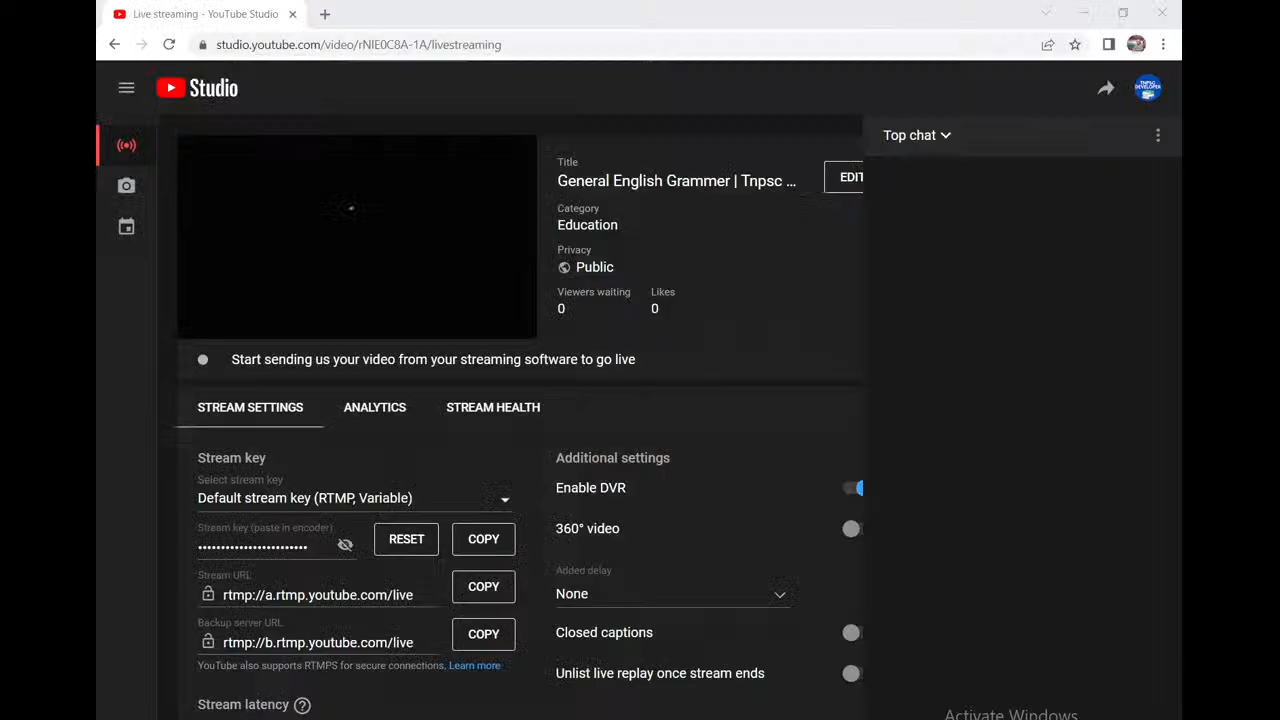 Live streaming - YouTube Studio
studio.youtube.com/video/rNIE0C8A-1A/livestreaming
Studio
TNPSC
DEVELOPER
Top chat
Title
General English Grammer | Tnpsc ...
EDIT
Category
Education
Privacy
Public
Viewers waiting
Likes
0
0
Start sending us your video from your streaming software to go live
STREAM SETTINGS
ANALYTICS
STREAM HEALTH
Stream key
Select stream key
Default stream key (RTMP, Variable)
Stream key (paste in encoder)
•••••••••••••••••••••••
RESET
COPY
Stream URL
rtmp://a.rtmp.youtube.com/live
COPY
Backup server URL
rtmp://b.rtmp.youtube.com/live
COPY
YouTube also supports RTMPS for secure connections. Learn more
Stream latency
Additional settings
Enable DVR
360° video
Added delay
None
Closed captions
Unlist live replay once stream ends
Activate Windows